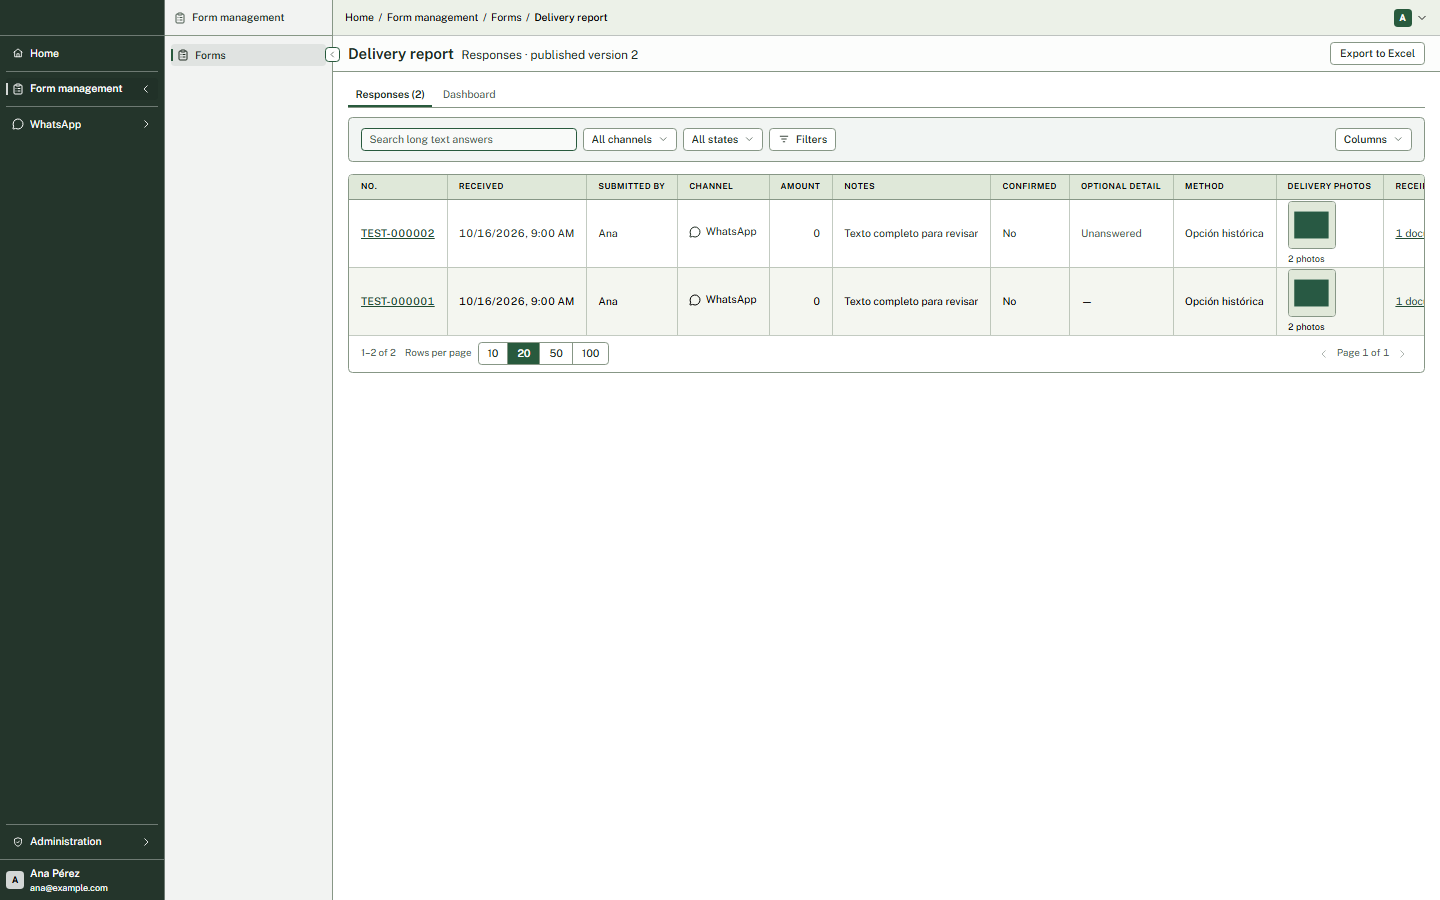 Home
Form management
WhatsApp
Administration
A
Ana Pérez
ana@example.com
Form management
Forms
Home / Form management / Forms / Delivery report
A
Delivery report Responses · published version 2
Export to Excel
Responses (2) Dashboard
Search long text answers All channels All states Filters Columns
NO. RECEIVED SUBMITTED BY CHANNEL AMOUNT NOTES CONFIRMED OPTIONAL DETAIL METHOD DELIVERY PHOTOS
TEST-000002 10/16/2026, 9:00 AM Ana WhatsApp 0 Texto completo para revisar No Unanswered Opción histórica 1
2 photos
TEST-000001 10/16/2026, 9:00 AM Ana WhatsApp 0 Texto completo para revisar No — Opción histórica 1
2 photos
1–2 of 2 Rows per page 10 20 50 100 Page 1 of 1